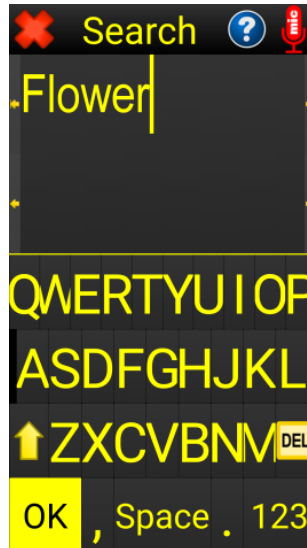 Search ? mic
Flower
QWERTYUIOP
ASDFGHJKL
ZXCVBNM DEL
OK , Space . 123